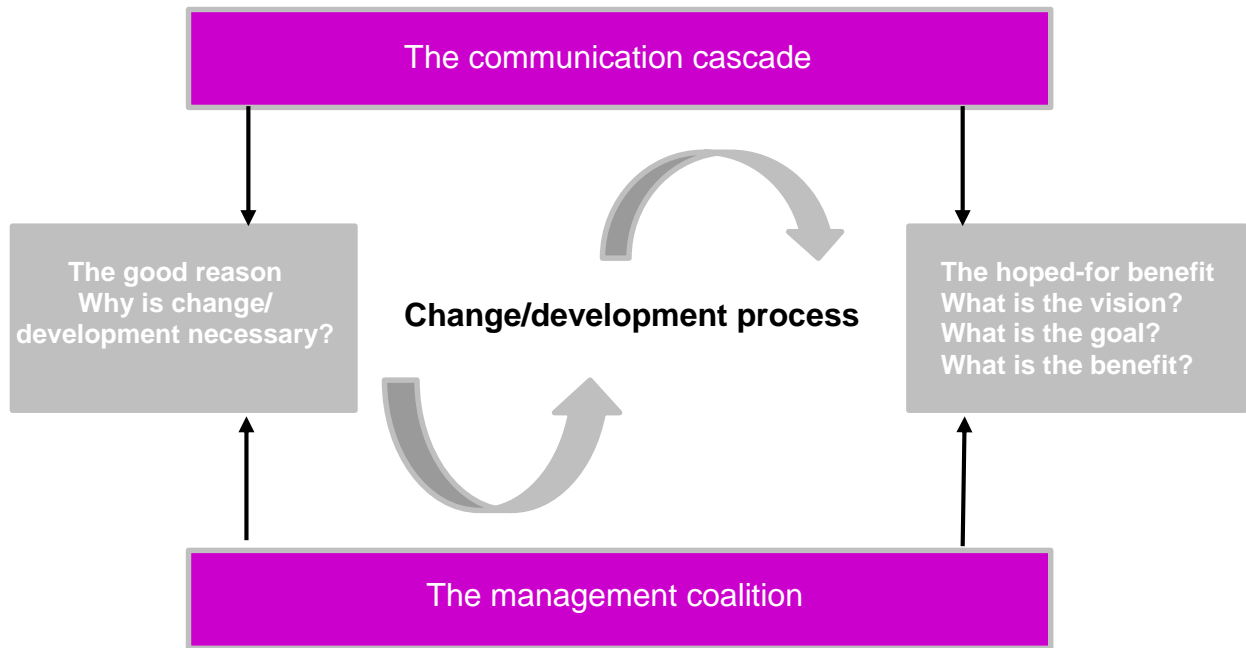 The communication cascade
The good reason
Why is change/
development necessary?
Change/development process
The hoped-for benefit
What is the vision?
What is the goal?
What is the benefit?
The management coalition